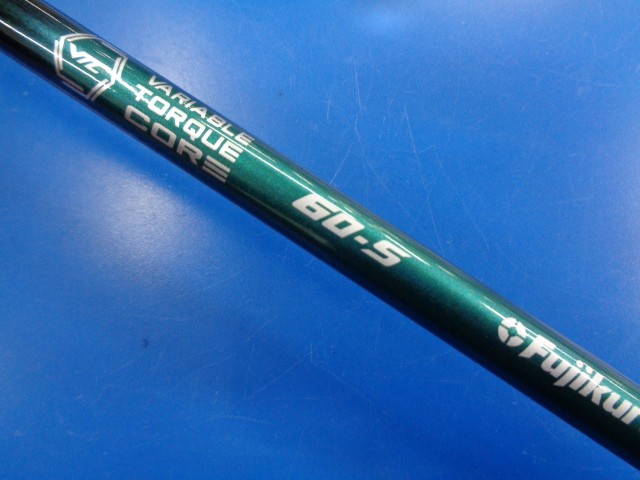 VTC
VARIABLE
TORQUE
CORE
60-S
Fujikur